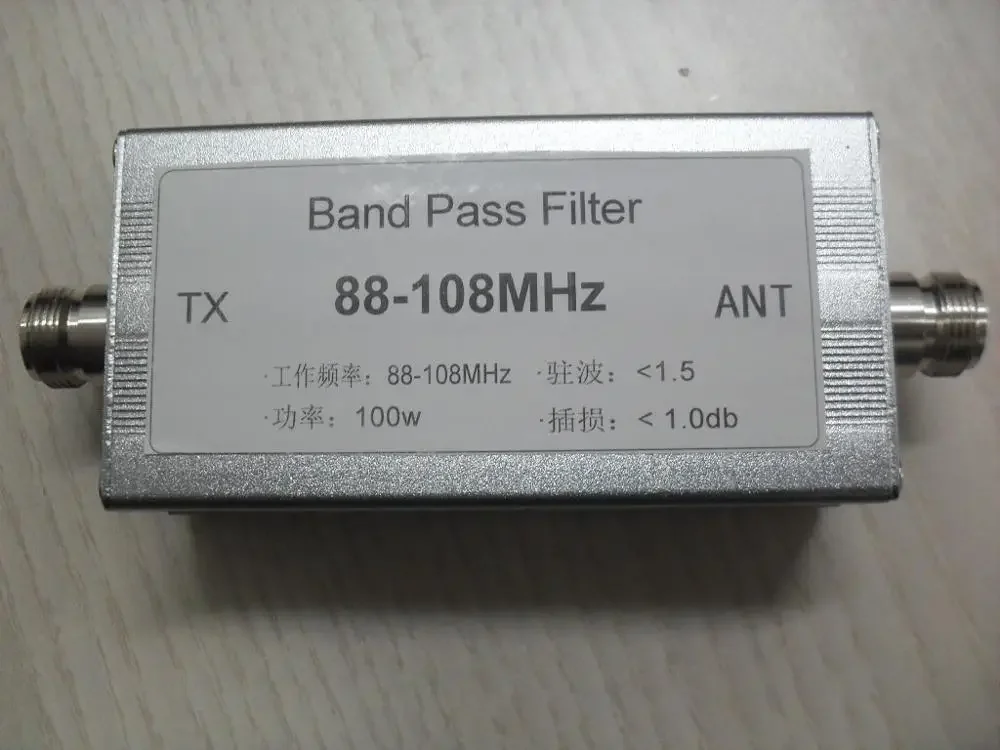 Band Pass Filter
TX 88-108MHz ANT
·工作频率：88-108MHz ·驻波：<1.5
·功率：100w ·插损：< 1.0db